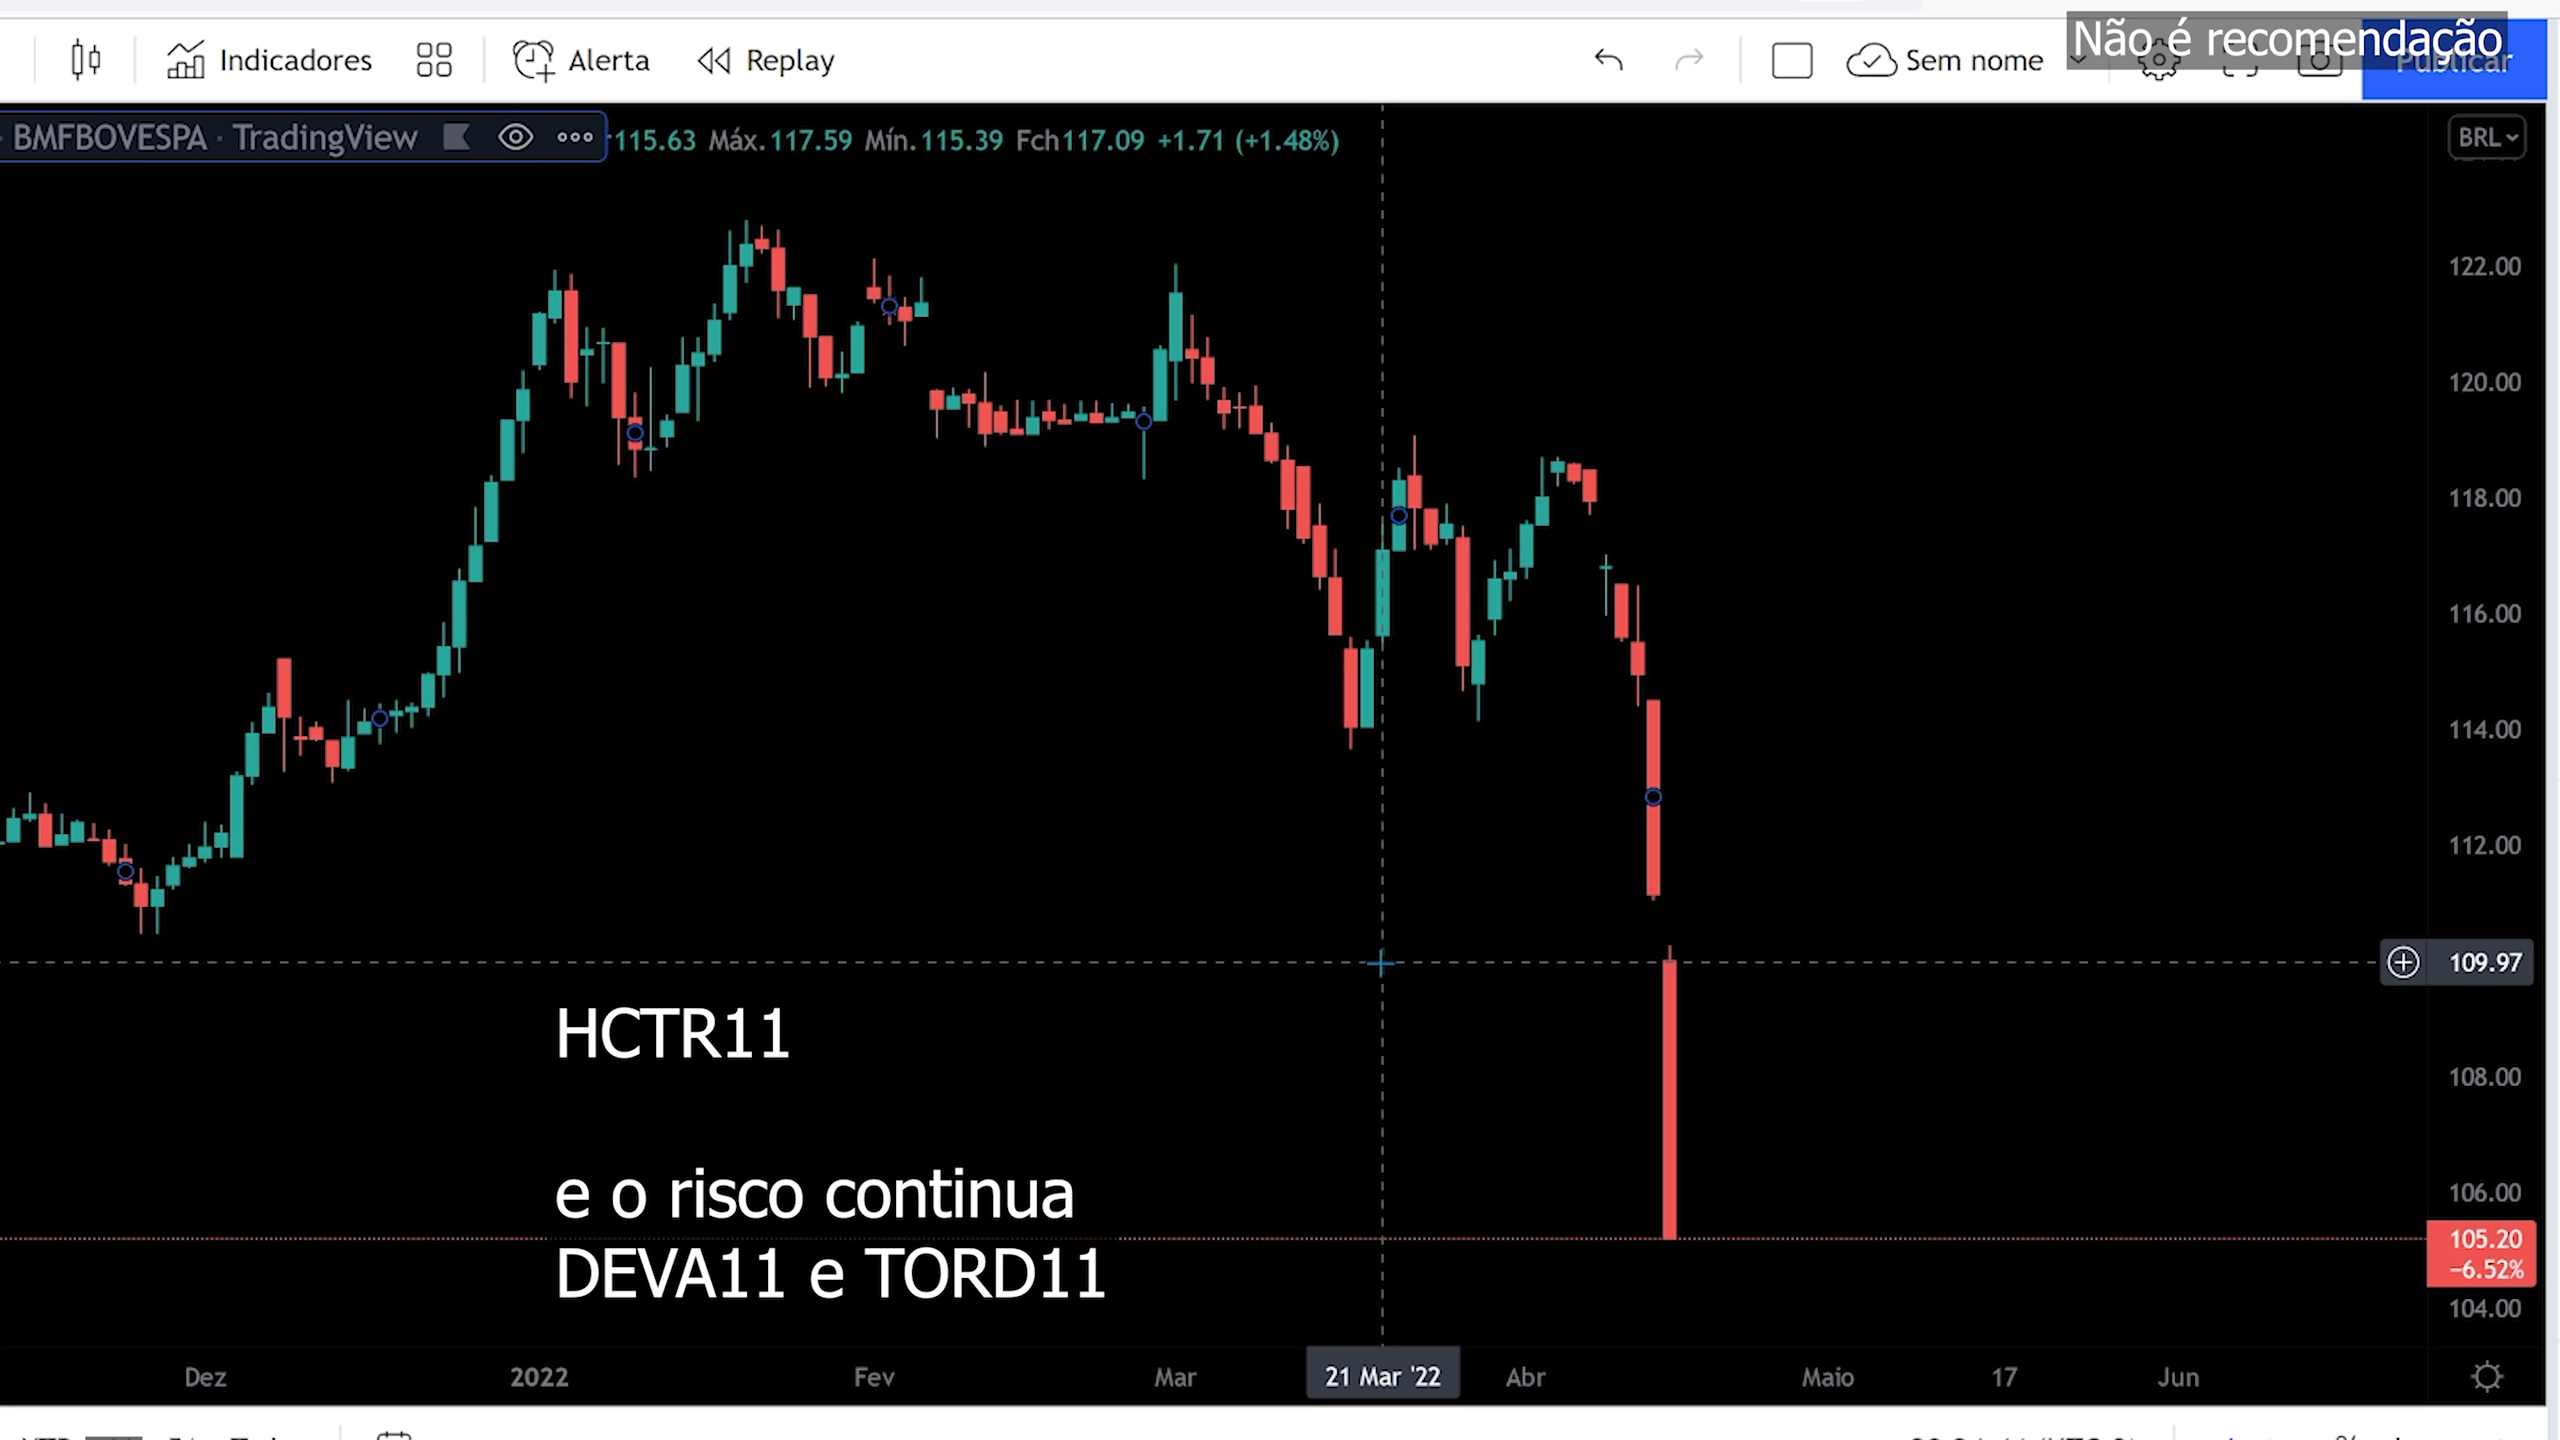 Não é recomendação
Indicadores
Alerta
Replay
Sem nome
Publicar
BMFBOVESPA · TradingView
115.63 Máx.117.59 Mín.115.39 Fch117.09 +1.71 (+1.48%)
BRL
122.00
120.00
118.00
116.00
114.00
112.00
109.97
108.00
106.00
105.20
−6.52%
104.00
HCTR11
e o risco continua
DEVA11 e TORD11
Dez 2022 Fev Mar 21 Mar '22 Abr Maio 17 Jun